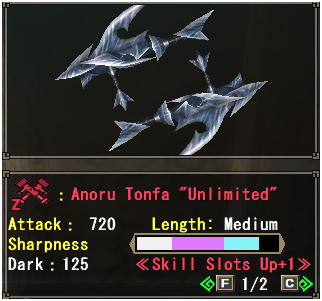 Z : Anoru Tonfa "Unlimited"
Attack : 720 Length: Medium
Sharpness
Dark : 125 ≪Skill Slots Up+1≫
F 1/2 C